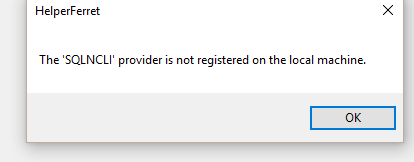 HelperFerret
The 'SQLNCLI' provider is not registered on the local machine.
OK